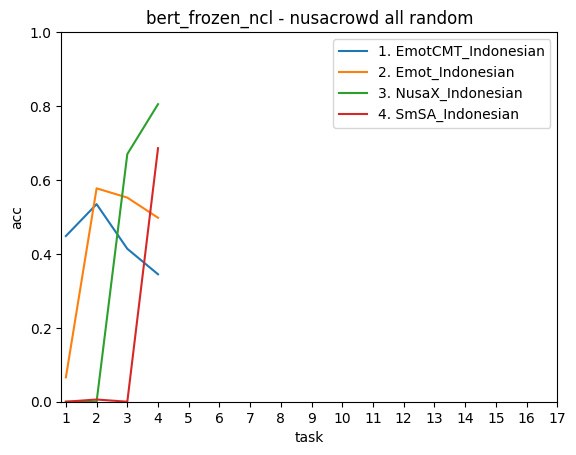 bert_frozen_ncl - nusacrowd all random
1.0
0.8
0.6
0.4
0.2
0.0
acc
1. EmotCMT_Indonesian
2. Emot_Indonesian
3. NusaX_Indonesian
4. SmSA_Indonesian
1 2 3 4 5 6 7 8 9 10 11 12 13 14 15 16 17
task